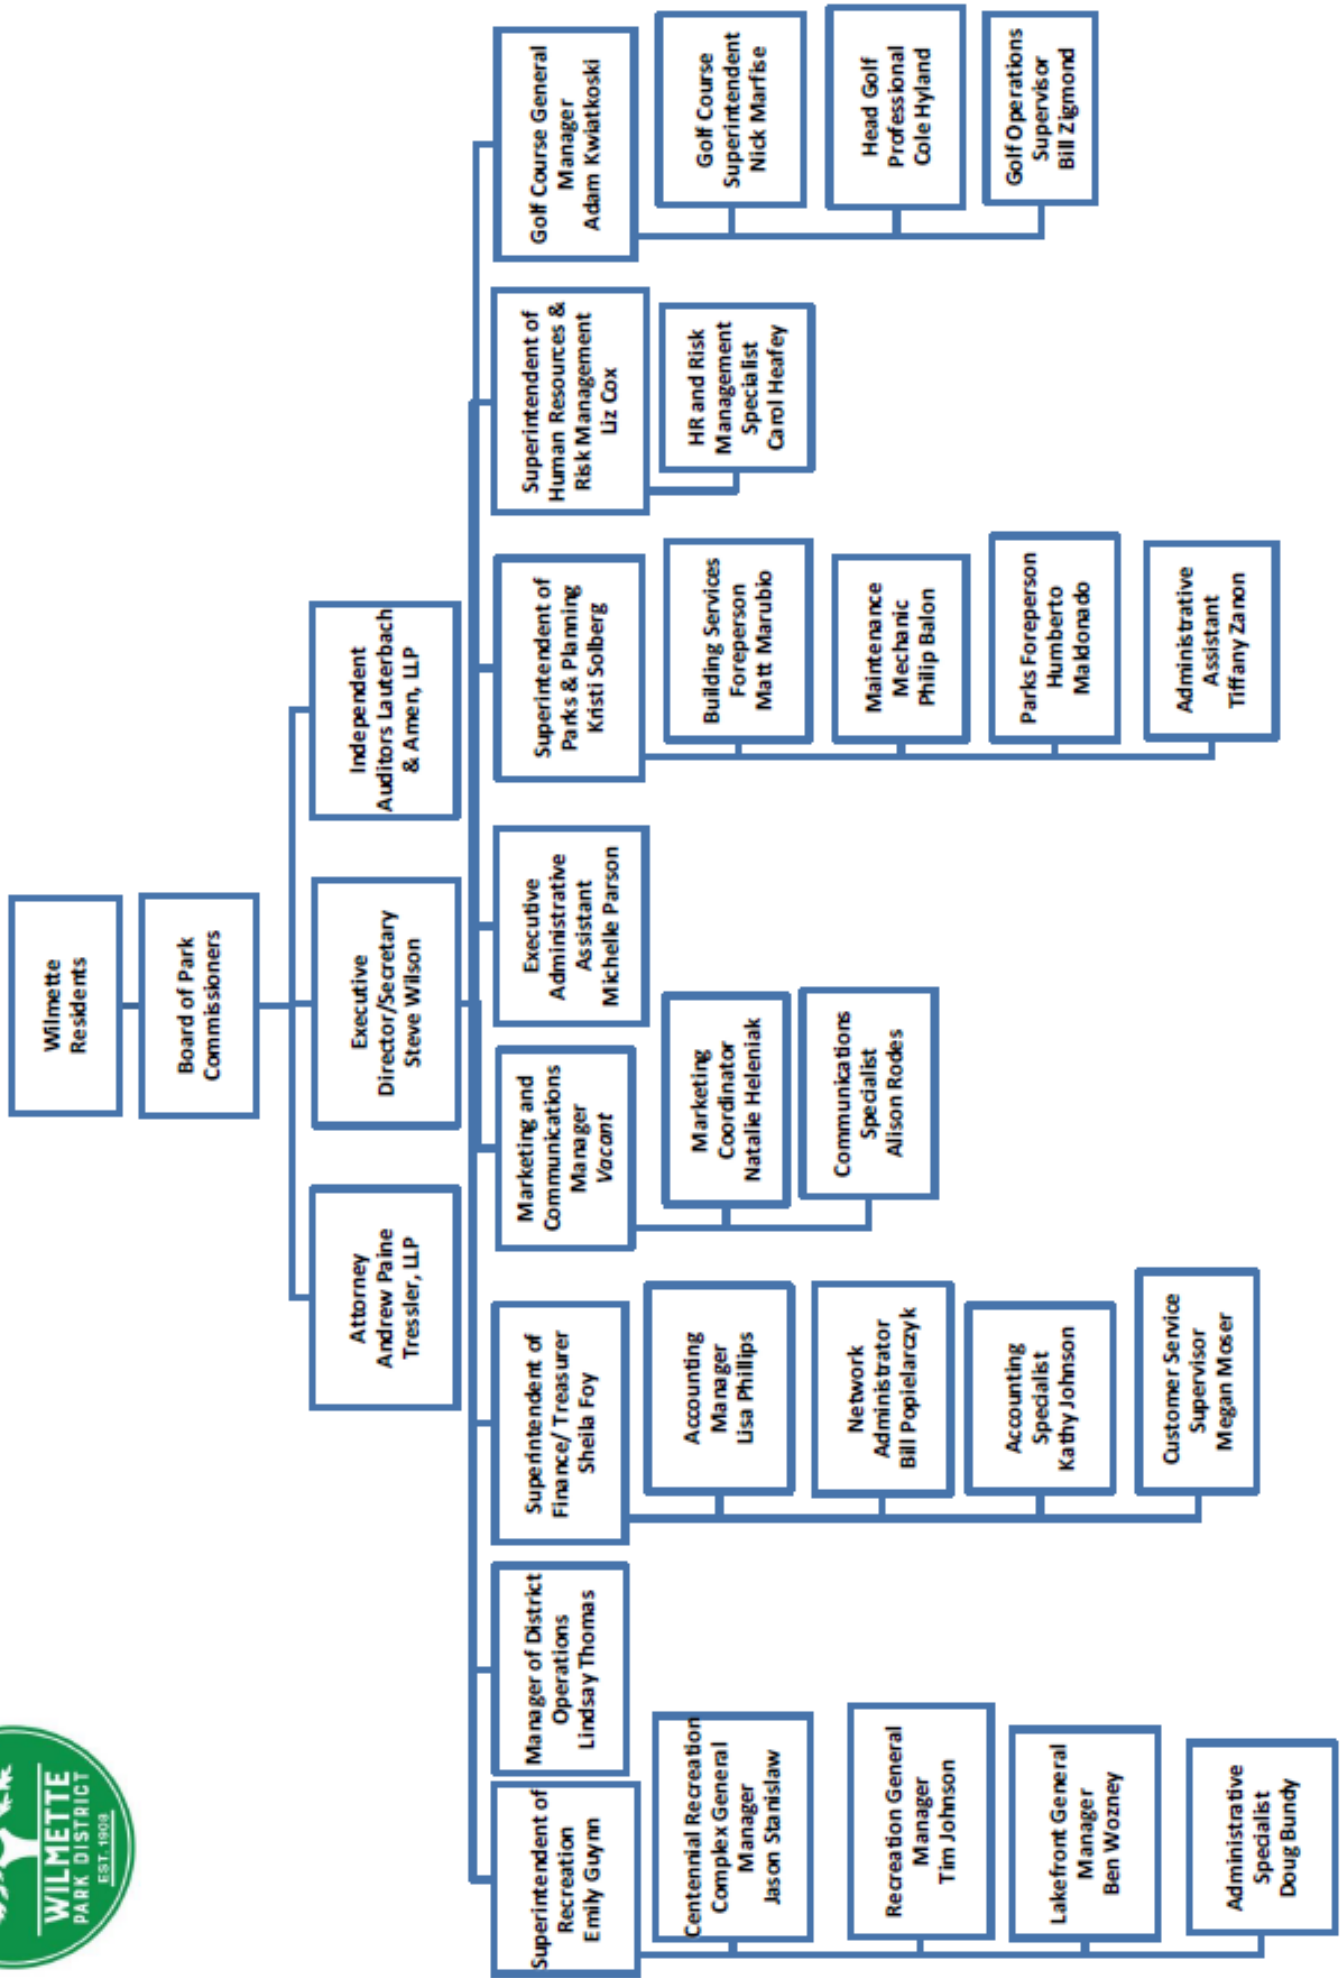 WILMETTE
PARK DISTRICT
EST. 1908
Wilmette
Residents
Board of Park
Commissioners
Attorney
Andrew Paine
Tressler, LLP
Executive
Director/Secretary
Steve Wilson
Independent
Auditors Lauterbach
& Amen, LLP
Superintendent of
Recreation
Emily Guynn
Centennial Recreation
Complex General
Manager
Jason Stanislaw
Recreation General
Manager
Tim Johnson
Lakefront General
Manager
Ben Wozney
Administrative
Specialist
Doug Bundy
Manager of District
Operations
Lindsay Thomas
Superintendent of
Finance/ Treasurer
Sheila Foy
Accounting
Manager
Lisa Phillips
Network
Administrator
Bill Popielarczyk
Accounting
Specialist
Kathy Johnson
Customer Service
Supervisor
Megan Moser
Marketing and
Communications
Manager
Vacant
Marketing
Coordinator
Natalie Heleniak
Communications
Specialist
Alison Rodes
Executive
Administrative
Assistant
Michelle Parson
Superintendent of
Parks & Planning
Kristi Solberg
Building Services
Foreperson
Matt Marubio
Maintenance
Mechanic
Philip Balon
Parks Foreperson
Humberto
Maldonado
Administrative
Assistant
Tiffany Zanon
Superintendent of
Human Resources &
Risk Management
Liz Cox
HR and Risk
Management
Specialist
Carol Heafey
Golf Course General
Manager
Adam Kwiatkoski
Golf Course
Superintendent
Nick Marfise
Head Golf
Professional
Cole Hyland
Golf Operations
Supervisor
Bill Zigmond